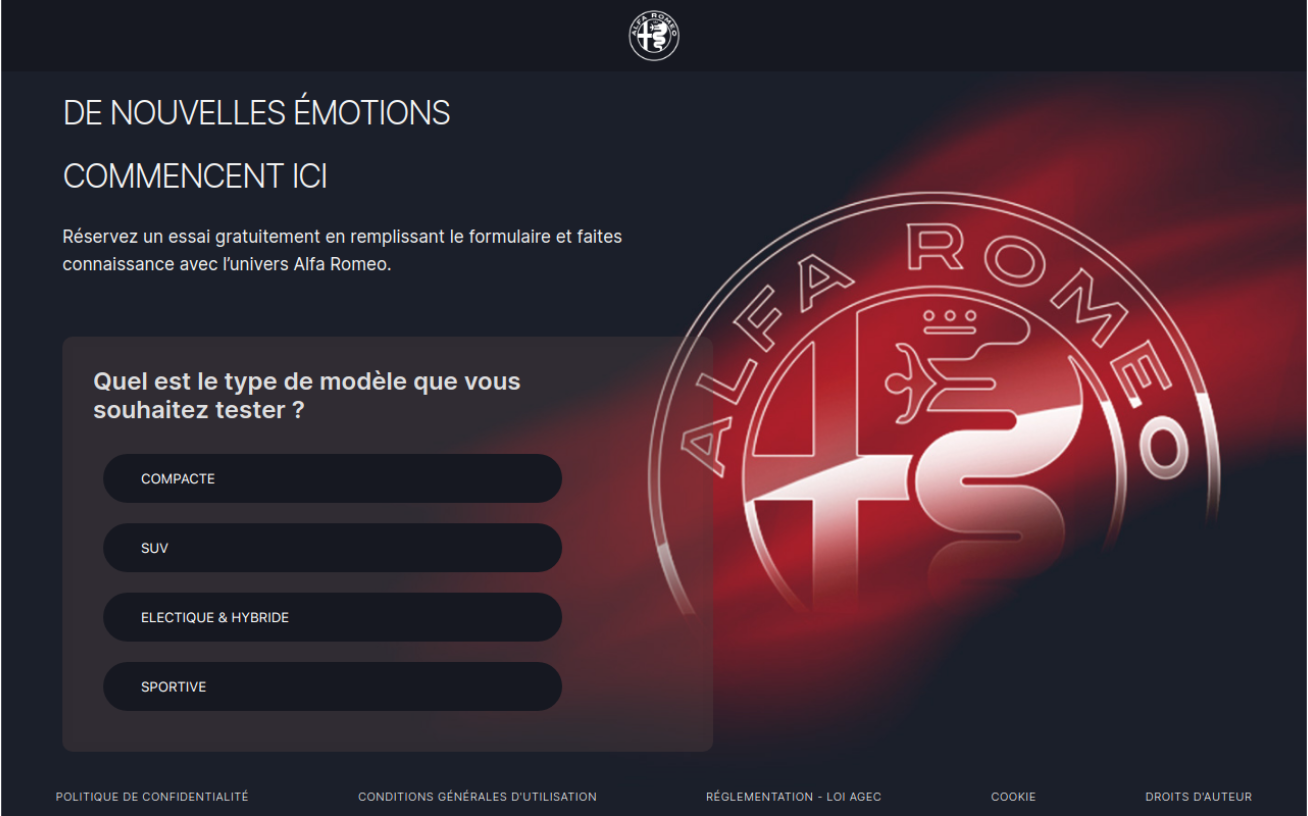 ALFA ROMEO
DE NOUVELLES ÉMOTIONS
COMMENCENT ICI
Réservez un essai gratuitement en remplissant le formulaire et faites
connaissance avec l’univers Alfa Romeo.
ALFA ROMEO
Quel est le type de modèle que vous
souhaitez tester ?
COMPACTE
SUV
ELECTIQUE & HYBRIDE
SPORTIVE
POLITIQUE DE CONFIDENTIALITÉ
CONDITIONS GÉNÉRALES D'UTILISATION
RÉGLEMENTATION - LOI AGEC
COOKIE
DROITS D'AUTEUR